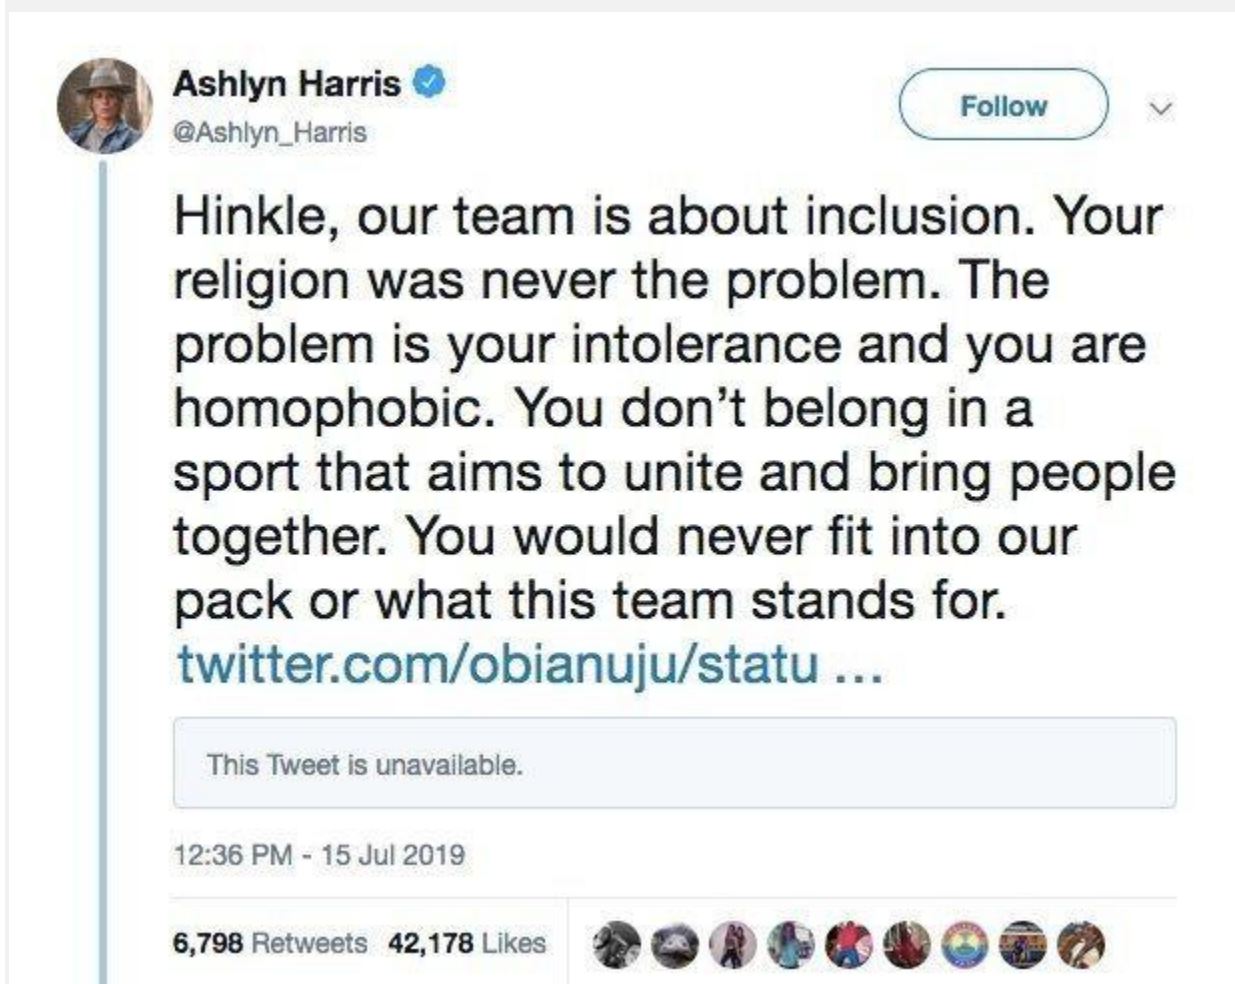 Ashlyn Harris
@Ashlyn_Harris
Follow
Hinkle, our team is about inclusion. Your
religion was never the problem. The
problem is your intolerance and you are
homophobic. You don’t belong in a
sport that aims to unite and bring people
together. You would never fit into our
pack or what this team stands for.
twitter.com/obianuju/statu ...
This Tweet is unavailable.
12:36 PM - 15 Jul 2019
6,798 Retweets 42,178 Likes